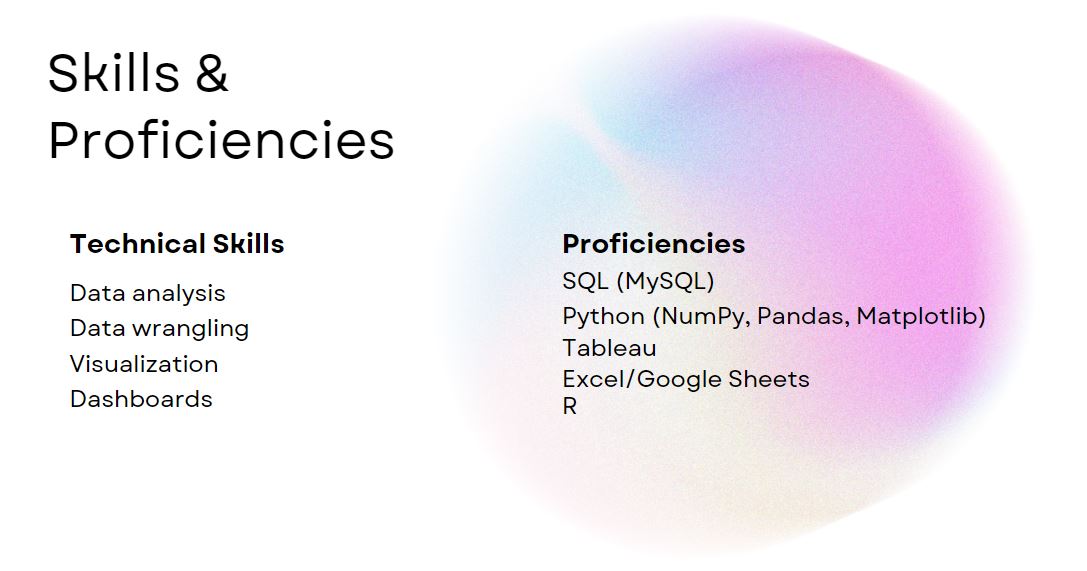 Skills &
Proficiencies
Technical Skills
Data analysis
Data wrangling
Visualization
Dashboards
Proficiencies
SQL (MySQL)
Python (NumPy, Pandas, Matplotlib)
Tableau
Excel/Google Sheets
R